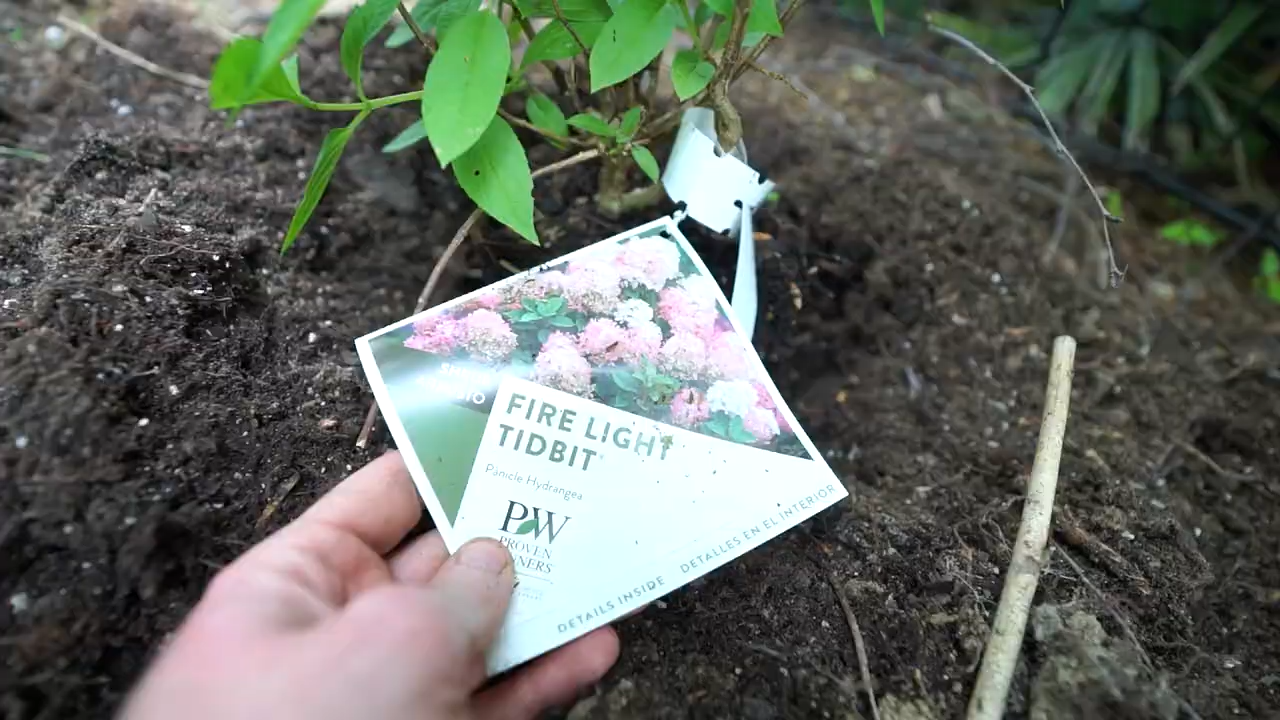 FIRE LIGHT
TIDBIT
Panicle Hydrangea
PW
PROVEN
DETAILS INSIDE DETALLES EN EL INTERIOR